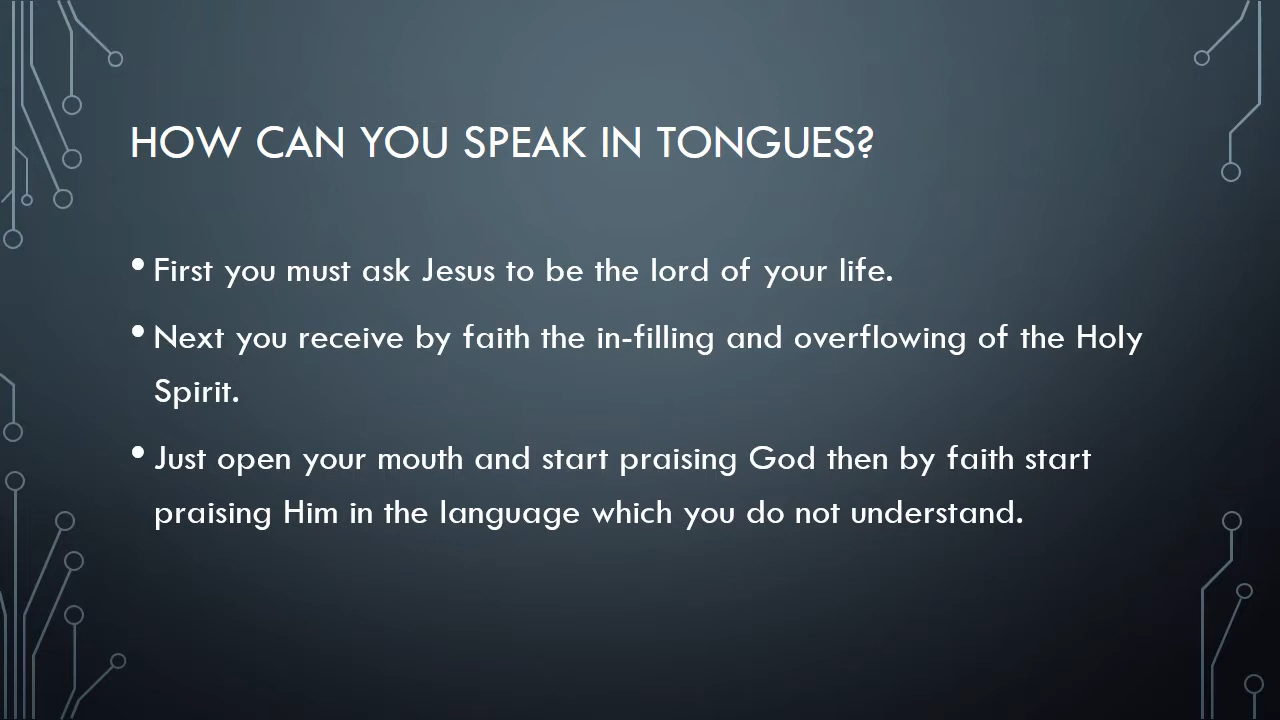 HOW CAN YOU SPEAK IN TONGUES?
• First you must ask Jesus to be the lord of your life.
• Next you receive by faith the in-filling and overflowing of the Holy
Spirit.
• Just open your mouth and start praising God then by faith start
praising Him in the language which you do not understand.